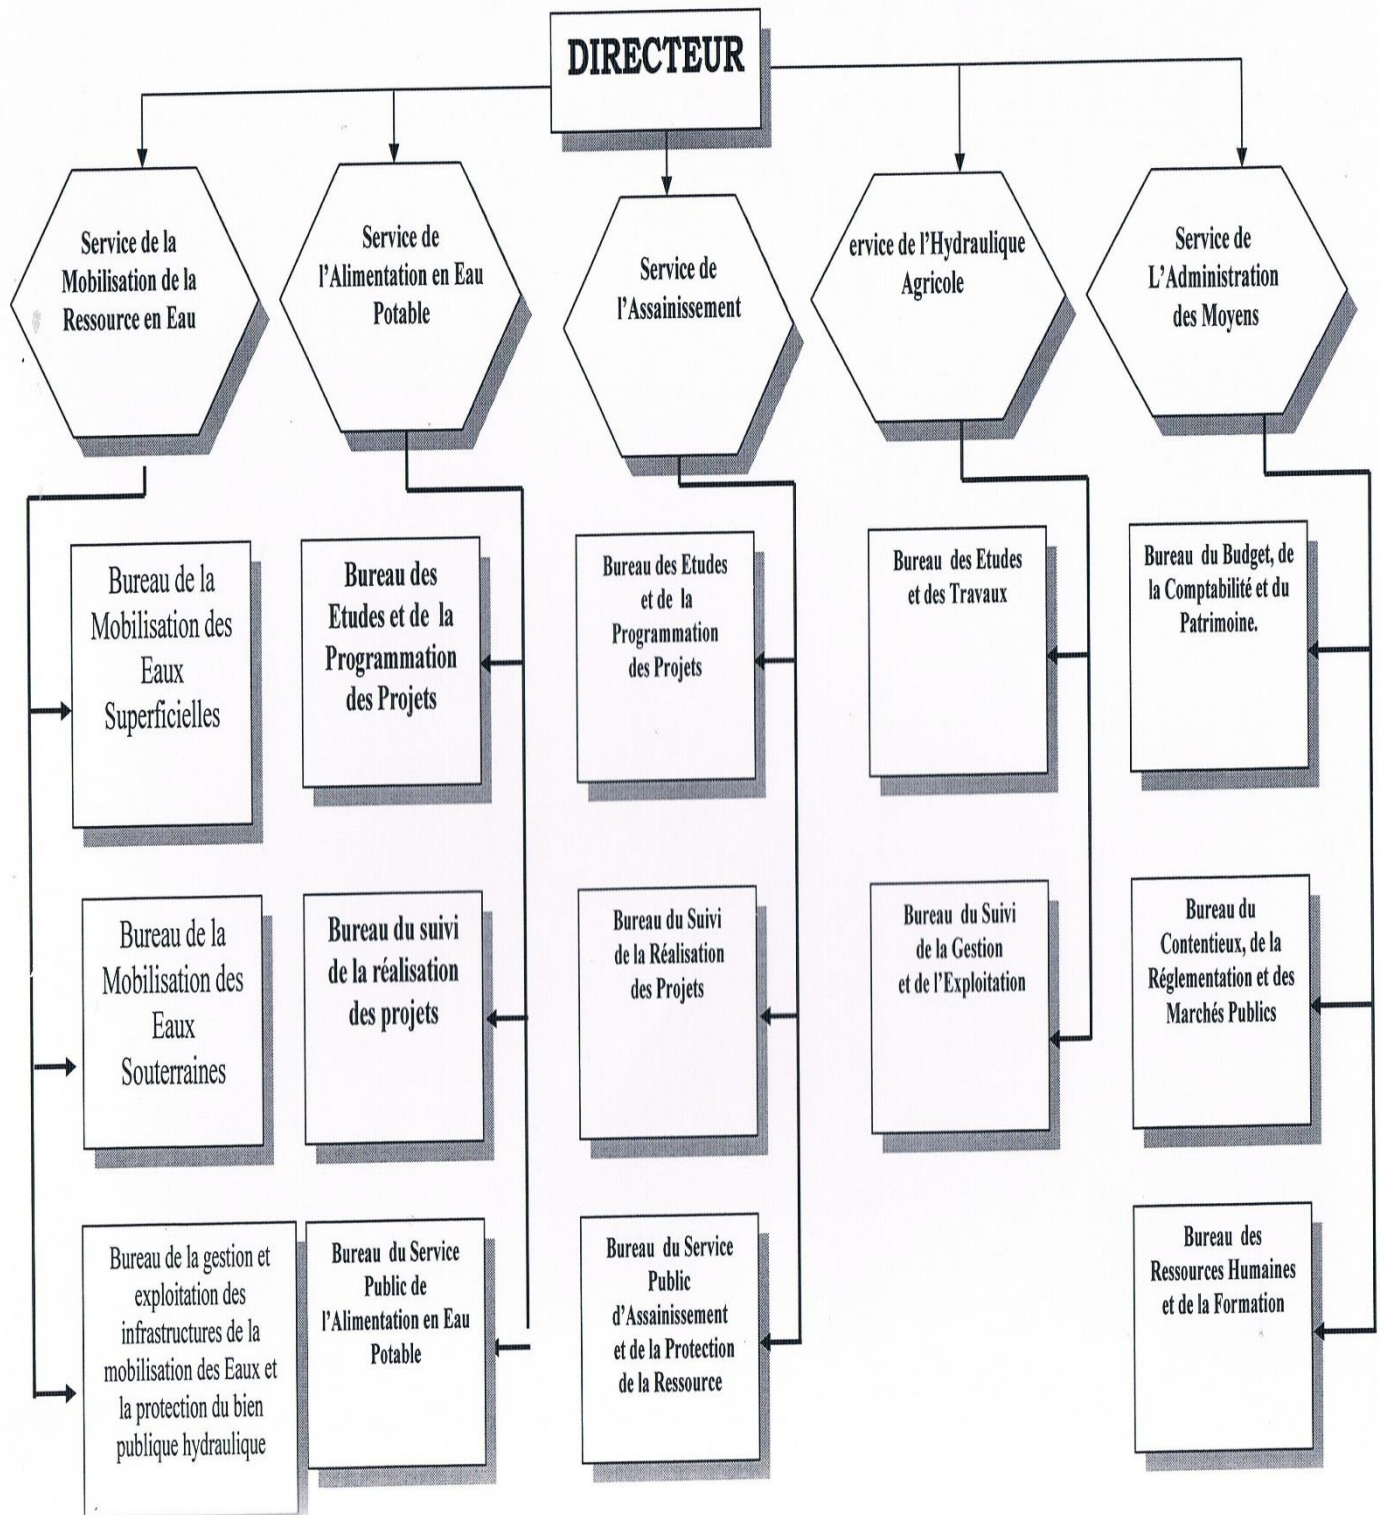 DIRECTEUR
Service de la
Mobilisation de la
Ressource en Eau
Service de
l'Alimentation en Eau
Potable
Service de
l'Assainissement
ervice de l'Hydraulique
Agricole
Service de
L'Administration
des Moyens
Bureau de la
Mobilisation des
Eaux
Superficielles
Bureau des
Etudes et de la
Programmation
des Projets
Bureau des Etudes
et de la
Programmation
des Projets
Bureau des Etudes
et des Travaux
Bureau du Budget, de
la Comptabilité et du
Patrimoine.
Bureau de la
Mobilisation des
Eaux
Souterraines
Bureau du suivi
de la réalisation
des projets
Bureau du Suivi
de la Réalisation
des Projets
Bureau du Suivi
de la Gestion
et de l'Exploitation
Bureau du
Contentieux, de la
Réglementation et des
Marchés Publics
Bureau de la gestion et
exploitation des
infrastructures de la
mobilisation des Eaux et
la protection du bien
publique hydraulique
Bureau du Service
Public de
l'Alimentation en Eau
Potable
Bureau du Service
Public
d'Assainissement
et de la Protection
de la Ressource
Bureau des
Ressources Humaines
et de la Formation